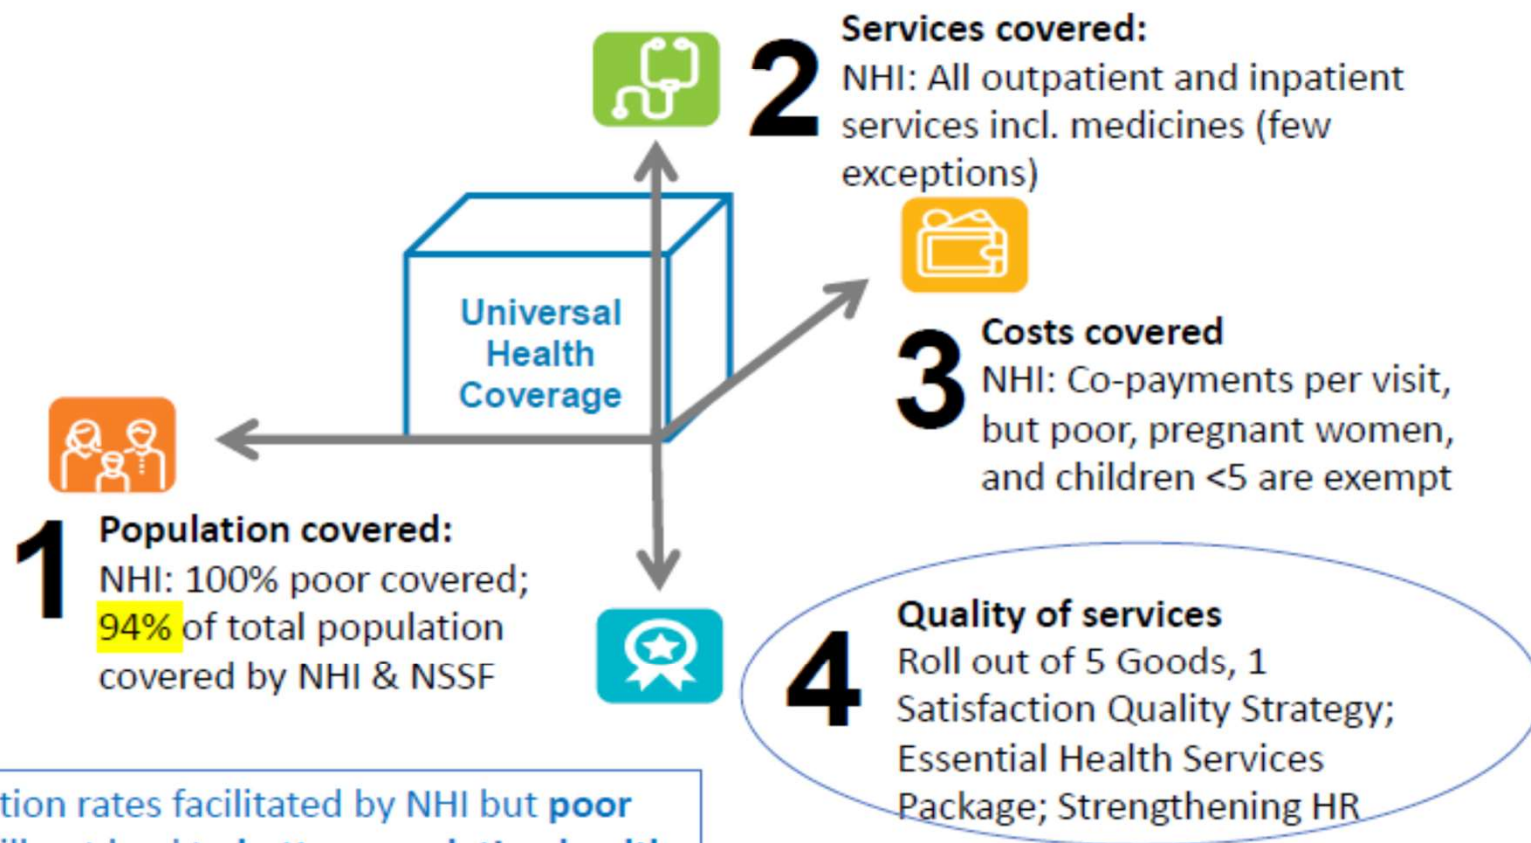 2
Services covered:
NHI: All outpatient and inpatient
services incl. medicines (few
exceptions)
Universal
Health
Coverage
3
Costs covered
NHI: Co-payments per visit,
but poor, pregnant women,
and children <5 are exempt
1
Population covered:
NHI: 100% poor covered;
94% of total population
covered by NHI & NSSF
4
Quality of services
Roll out of 5 Goods, 1
Satisfaction Quality Strategy;
Essential Health Services
Package; Strengthening HR
tion rates facilitated by NHI but poor